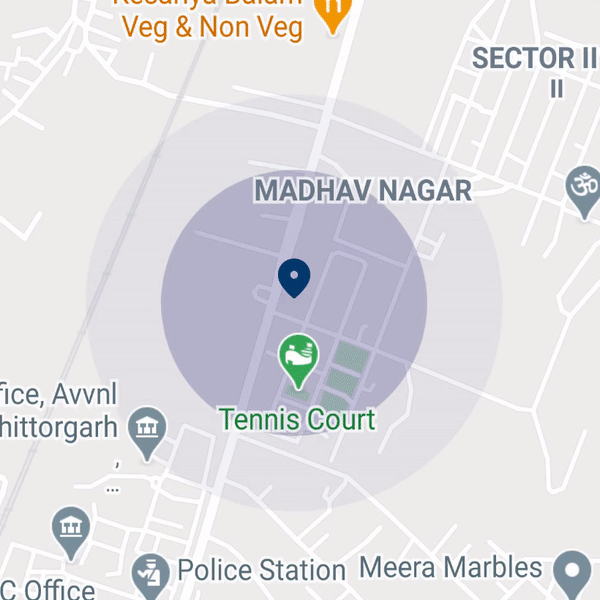 Kesariya Balam
Veg & Non Veg
SECTOR II
II
MADHAV NAGAR
Tennis Court
fice, Avvnl
hittorgarh
,
...
Police Station
Meera Marbles
C Office